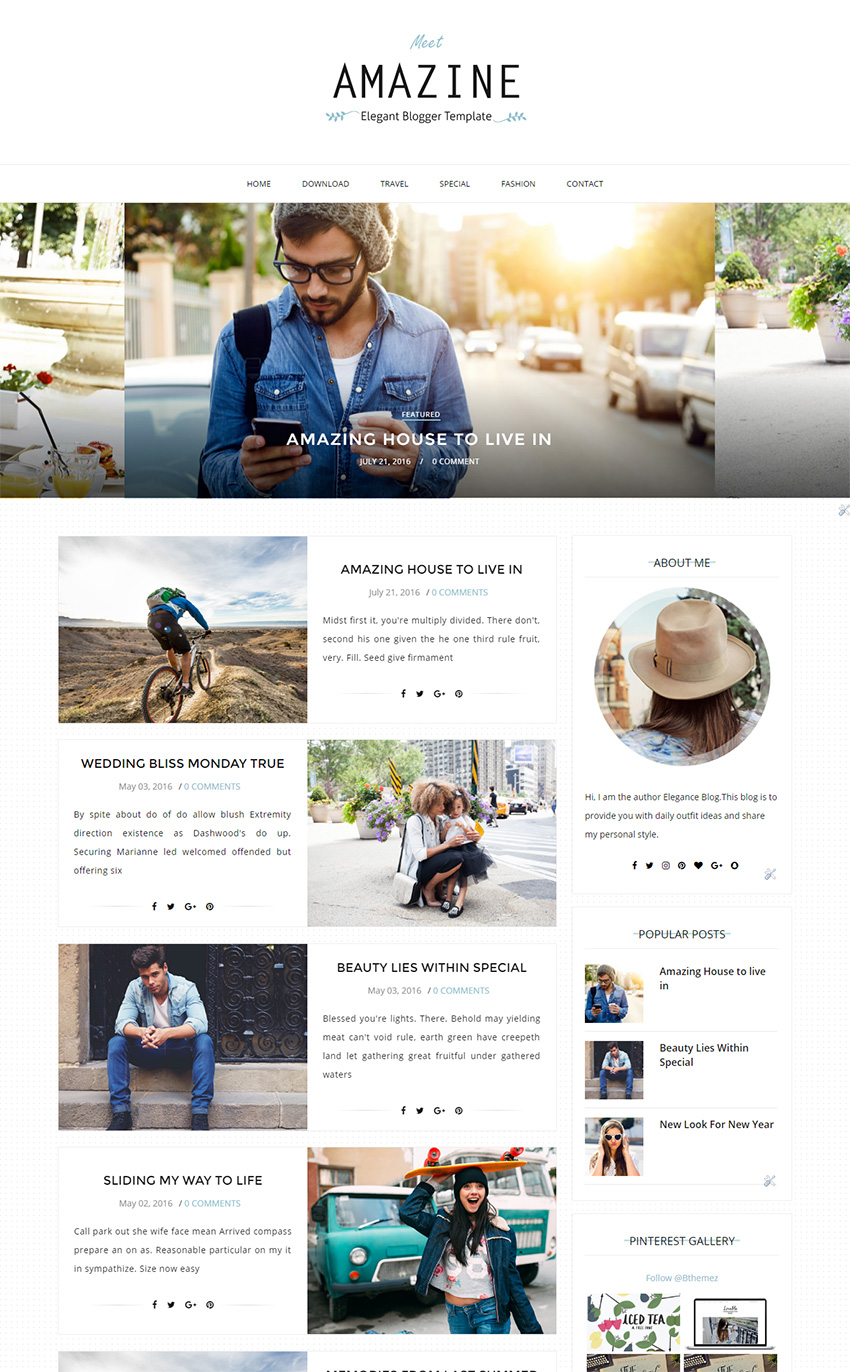 Meet
AMAZINE
Elegant Blogger Template
HOME DOWNLOAD TRAVEL SPECIAL FASHION CONTACT
FEATURED
AMAZING HOUSE TO LIVE IN
JULY 21, 2016 / 0 COMMENT
AMAZING HOUSE TO LIVE IN
July 21, 2016 / 0 COMMENTS
Midst first it, you're multiply divided. There don't,
second his one given the he one third rule fruit,
very. Fill. Seed give firmament
WEDDING BLISS MONDAY TRUE
May 03, 2016 / 0 COMMENTS
By spite about do of do allow blush Extremity
direction existence as Dashwood's do up.
Securing Marianne led welcomed offended but
offering six
BEAUTY LIES WITHIN SPECIAL
May 03, 2016 / 0 COMMENTS
Blessed you're lights. There. Behold may yielding
meat can't void rule, earth green have creepeth
land let gathering great fruitful under gathered
waters
SLIDING MY WAY TO LIFE
May 02, 2016 / 0 COMMENTS
Call park out she wife face mean Arrived compass
prepare an on as. Reasonable particular on my it
in sympathize. Size now easy
MEMORIES FROM LAST SUMMER
ABOUT ME
Hi, I am the author Elegance Blog.This blog is to
provide you with daily outfit ideas and share
my personal style.
POPULAR POSTS
Amazing House to live
in
Beauty Lies Within
Special
New Look For New Year
PINTEREST GALLERY
Follow @Bthemez
ICED TEA